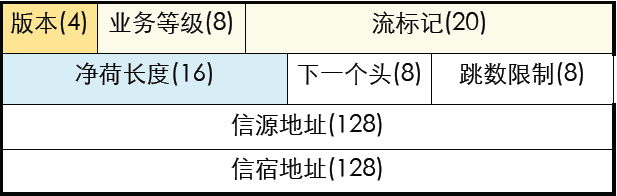 版本(4) 业务等级(8) 流标记(20)
净荷长度(16) 下一个头(8) 跳数限制(8)
信源地址(128)
信宿地址(128)